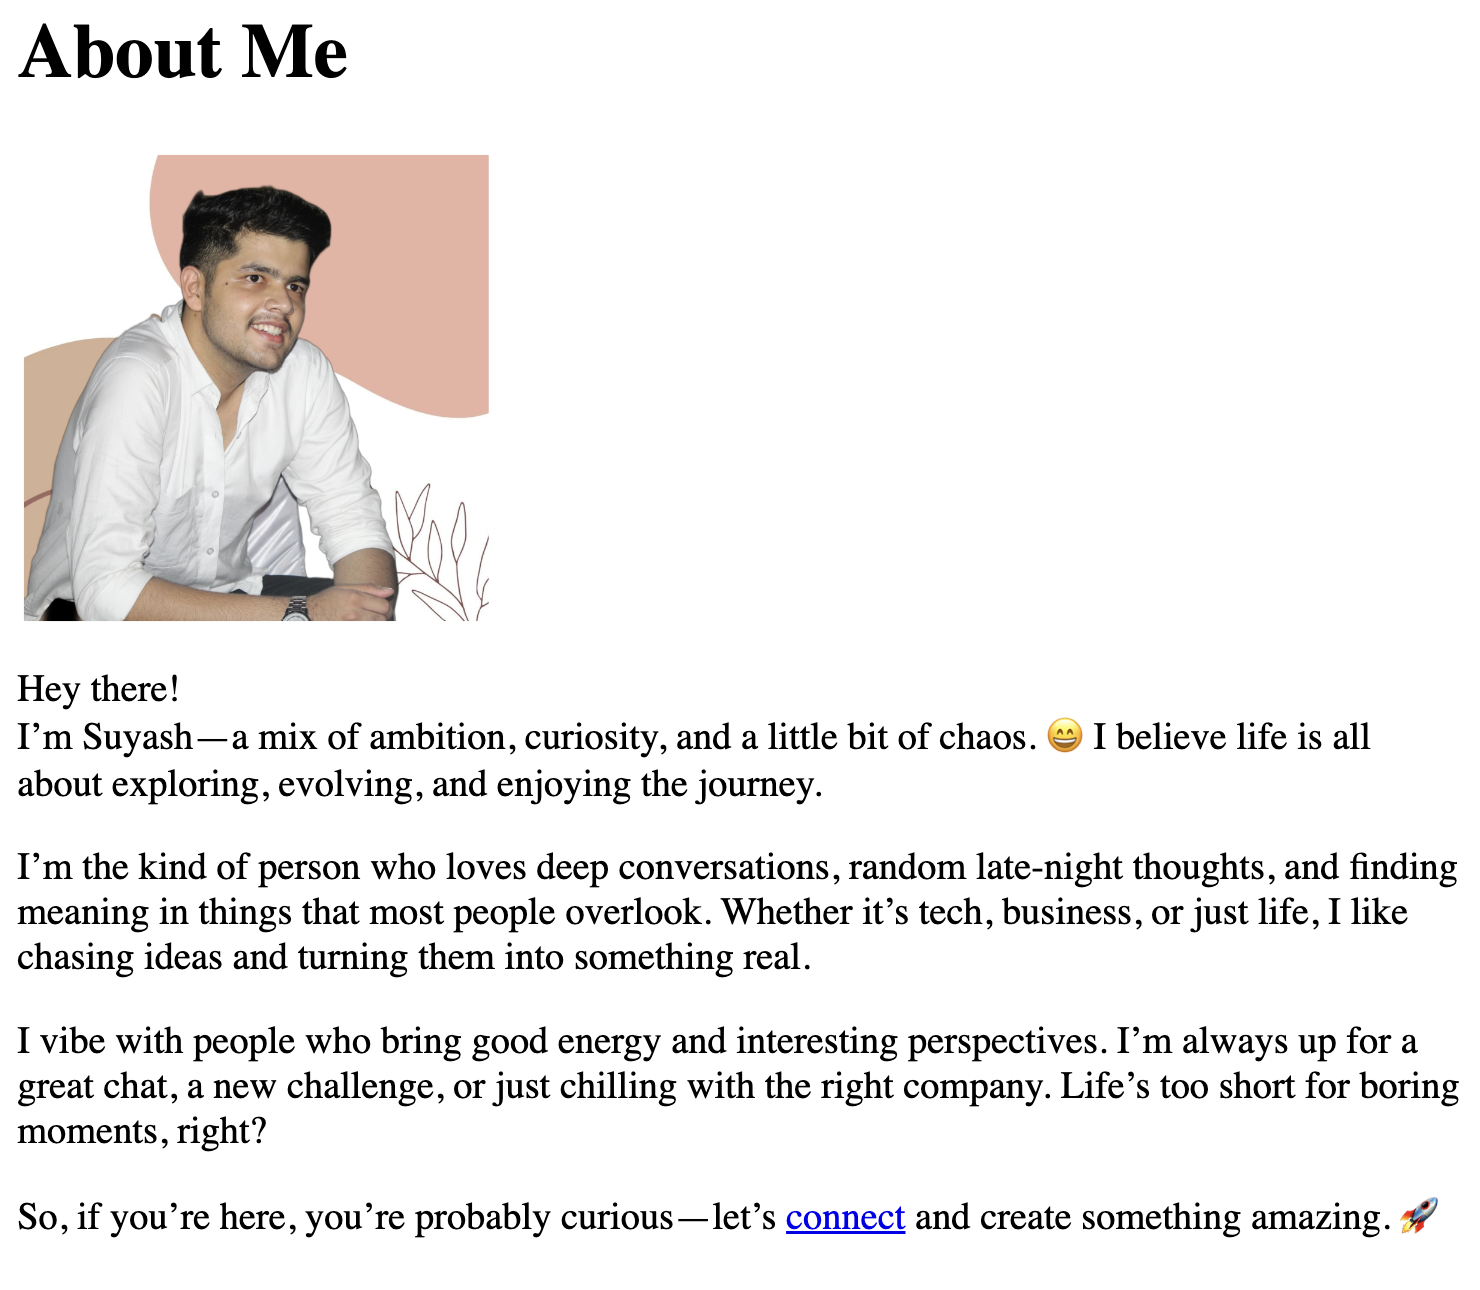 About Me
Hey there!
I’m Suyash—a mix of ambition, curiosity, and a little bit of chaos. 😄 I believe life is all
about exploring, evolving, and enjoying the journey.
I’m the kind of person who loves deep conversations, random late-night thoughts, and finding
meaning in things that most people overlook. Whether it’s tech, business, or just life, I like
chasing ideas and turning them into something real.
I vibe with people who bring good energy and interesting perspectives. I’m always up for a
great chat, a new challenge, or just chilling with the right company. Life’s too short for boring
moments, right?
So, if you’re here, you’re probably curious—let’s connect and create something amazing. 🚀